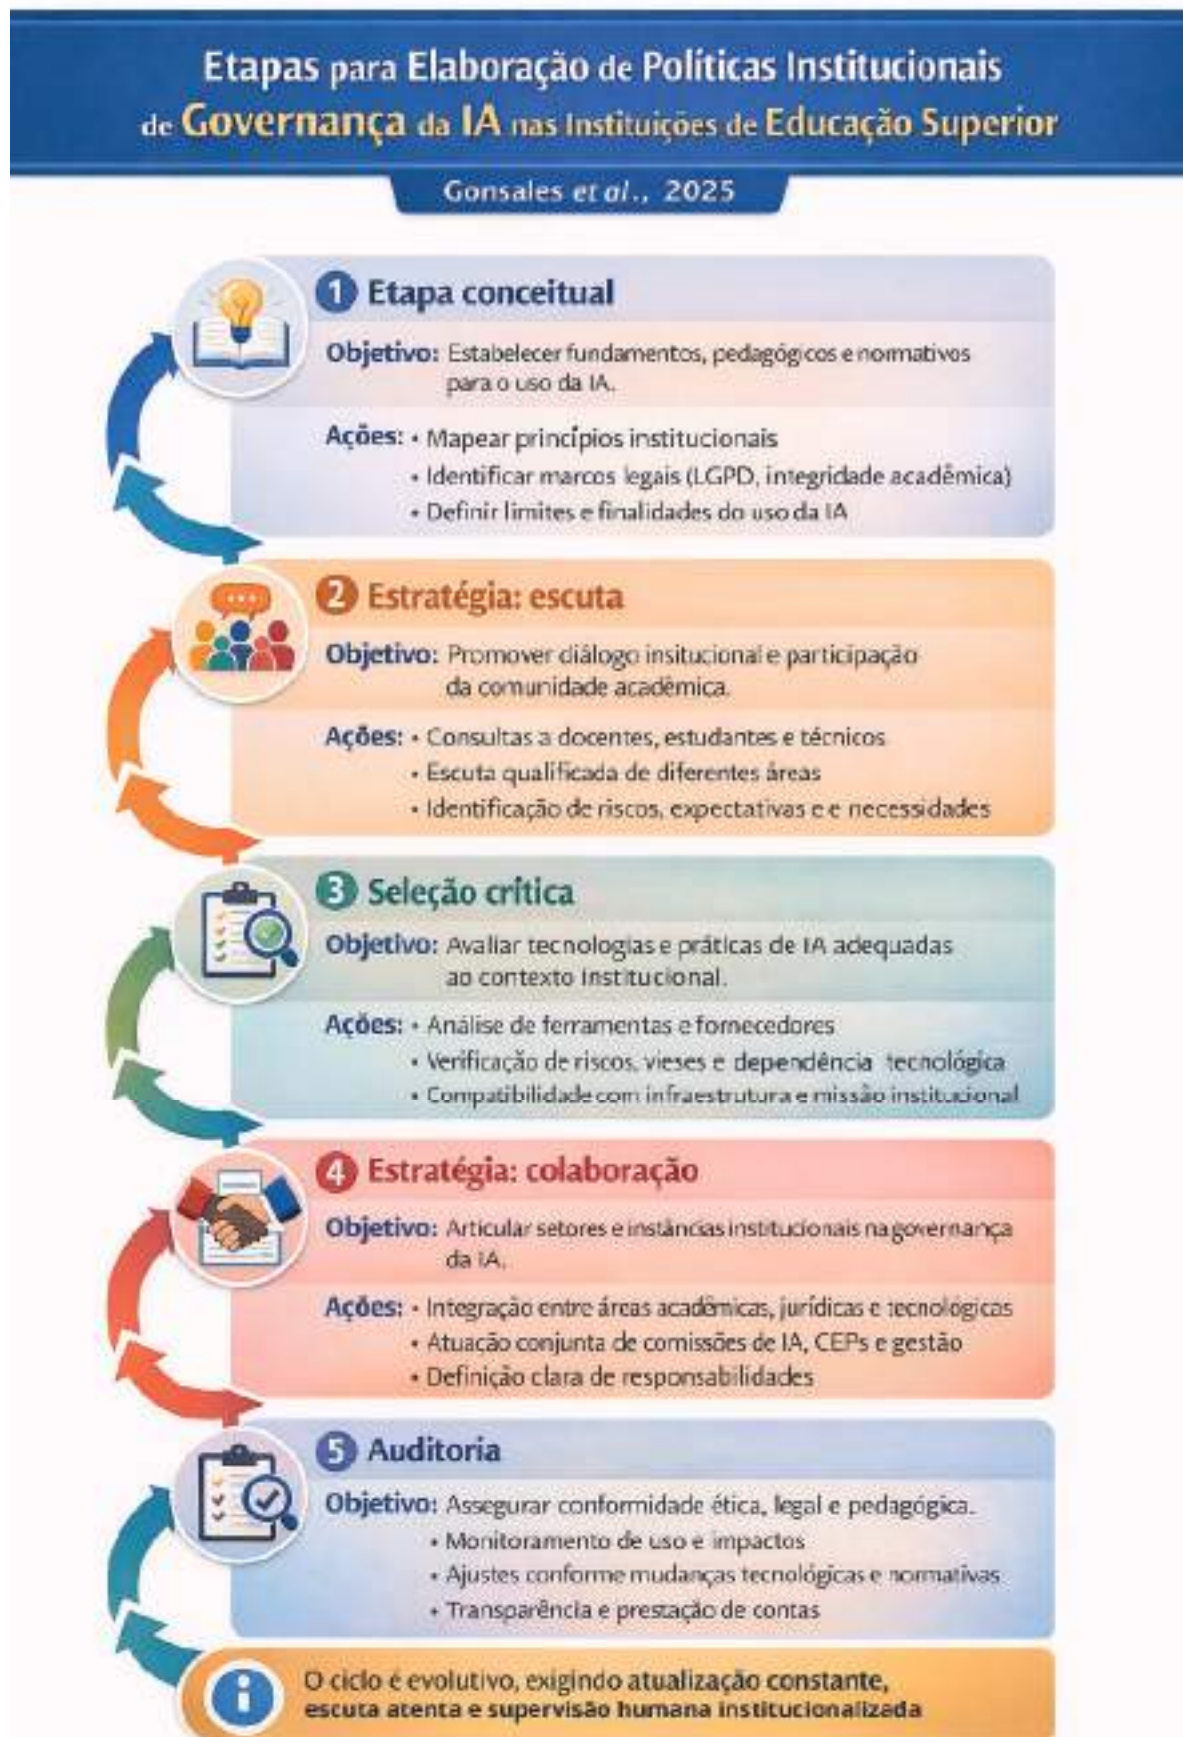 Etapas para Elaboração de Políticas Institucionais
de Governança da IA nas Instituições de Educação Superior
Gonsales et al., 2025
1 Etapa conceitual
Objetivo: Estabelecer fundamentos, pedagógicos e normativos
para o uso da IA.
Ações: • Mapear princípios institucionais
• Identificar marcos legais (LGPD, integridade acadêmica)
• Definir limites e finalidades do uso da IA
2 Estratégia: escuta
Objetivo: Promover diálogo insitucional e participação
da comunidade acadêmica.
Ações: • Consultas a docentes, estudantes e técnicos
• Escuta qualificada de diferentes áreas
• Identificação de riscos, expectativas e e necessidades
3 Seleção crítica
Objetivo: Avaliar tecnologias e práticas de IA adequadas
ao contexto institucional.
Ações: • Análise de ferramentas e fornecedores
• Verificação de riscos, vieses e dependência tecnológica
• Compatibilidade com infraestrutura e missão institucional
4 Estratégia: colaboração
Objetivo: Articular setores e instâncias institucionais na governança
da IA.
Ações: • Integração entre áreas acadêmicas, jurídicas e tecnológicas
• Atuação conjunta de comissões de IA, CEPs e gestão
• Definição clara de responsabilidades
5 Auditoria
Objetivo: Assegurar conformidade ética, legal e pedagógica.
• Monitoramento de uso e impactos
• Ajustes conforme mudanças tecnológicas e normativas
• Transparência e prestação de contas
i
O ciclo é evolutivo, exigindo atualização constante,
escuta atenta e supervisão humana institucionalizada